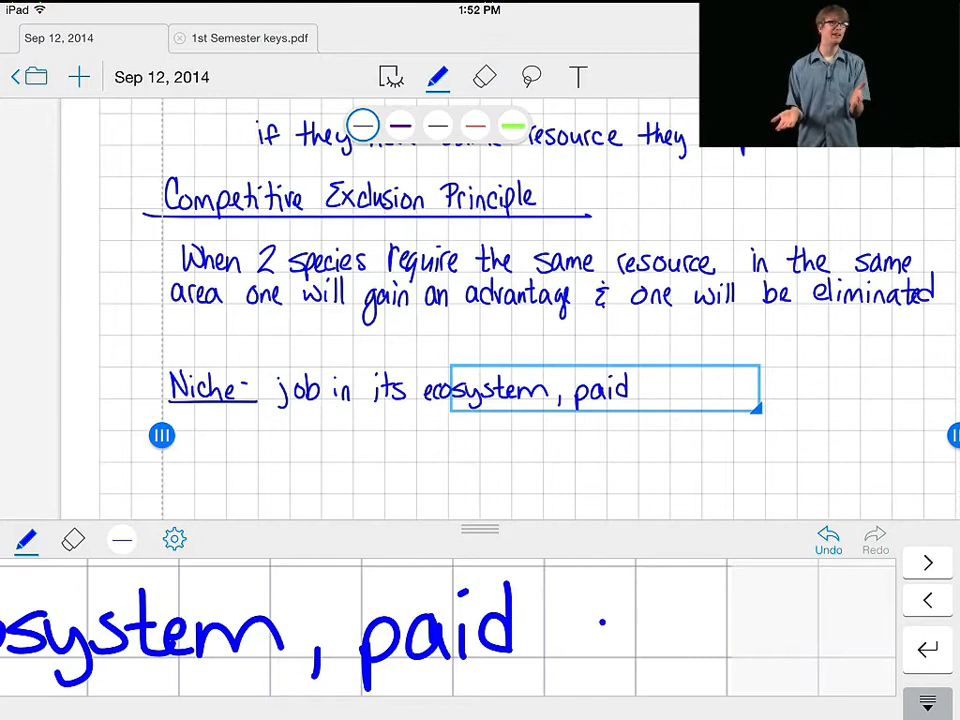 iPad 1:52 PM
Sep 12, 2014 1st Semester keys.pdf
Sep 12, 2014 T
if they resource they
Competitive Exclusion Principle
When 2 species require the same resource in the same
area one will gain an advantage & one will be eliminated
Niche- job in its ecosystem, paid
Undo Redo
osystem, paid